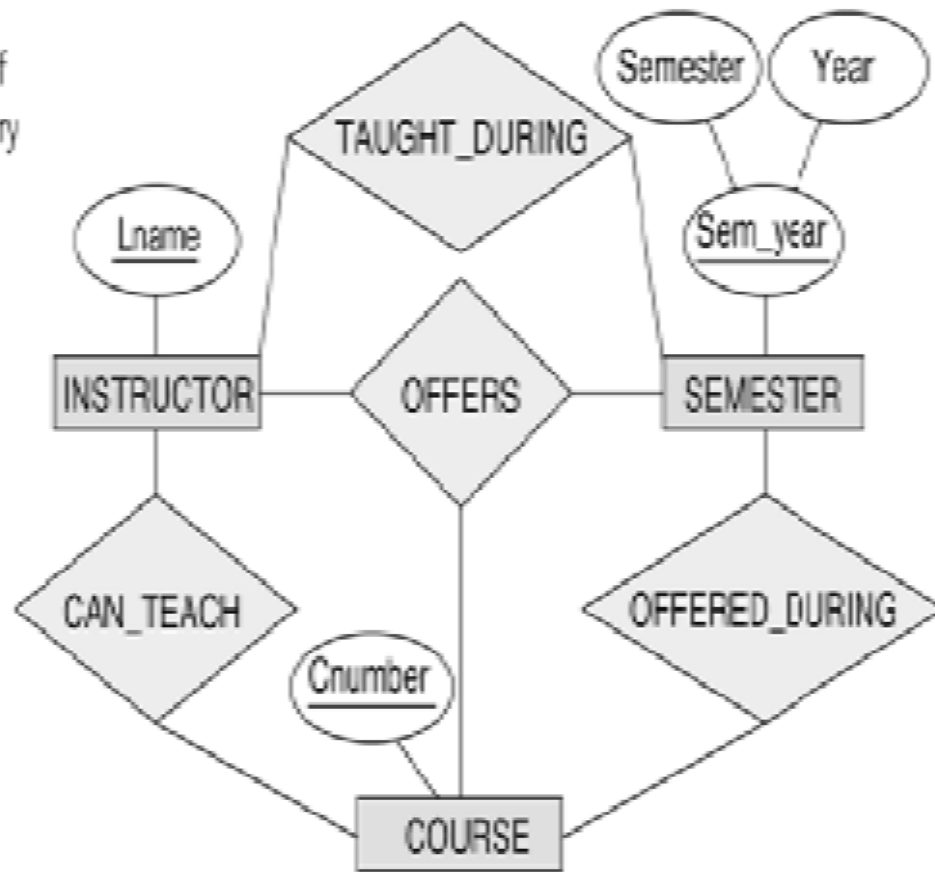 Semester
Year
TAUGHT_DURING
Lname
Sem_year
INSTRUCTOR
OFFERS
SEMESTER
CAN_TEACH
OFFERED_DURING
Cnumber
COURSE